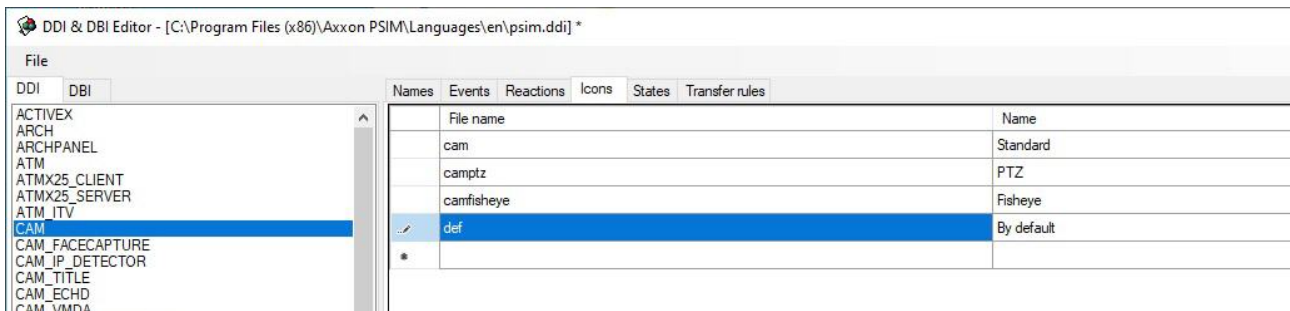 DDI & DBI Editor - [C:\Program Files (x86)\Axxon PSIM\Languages\en\psim.ddi] *
File
DDI DBI
Names Events Reactions Icons States Transfer rules
ACTIVEX
ARCH
ARCHPANEL
ATM
ATMX25_CLIENT
ATMX25_SERVER
ATM_ITV
CAM
CAM_FACECAPTURE
CAM_IP_DETECTOR
CAM_TITLE
CAM_ECHD
CAM_VMDA
File name Name
cam Standard
camptz PTZ
camfisheye Fisheye
def By default